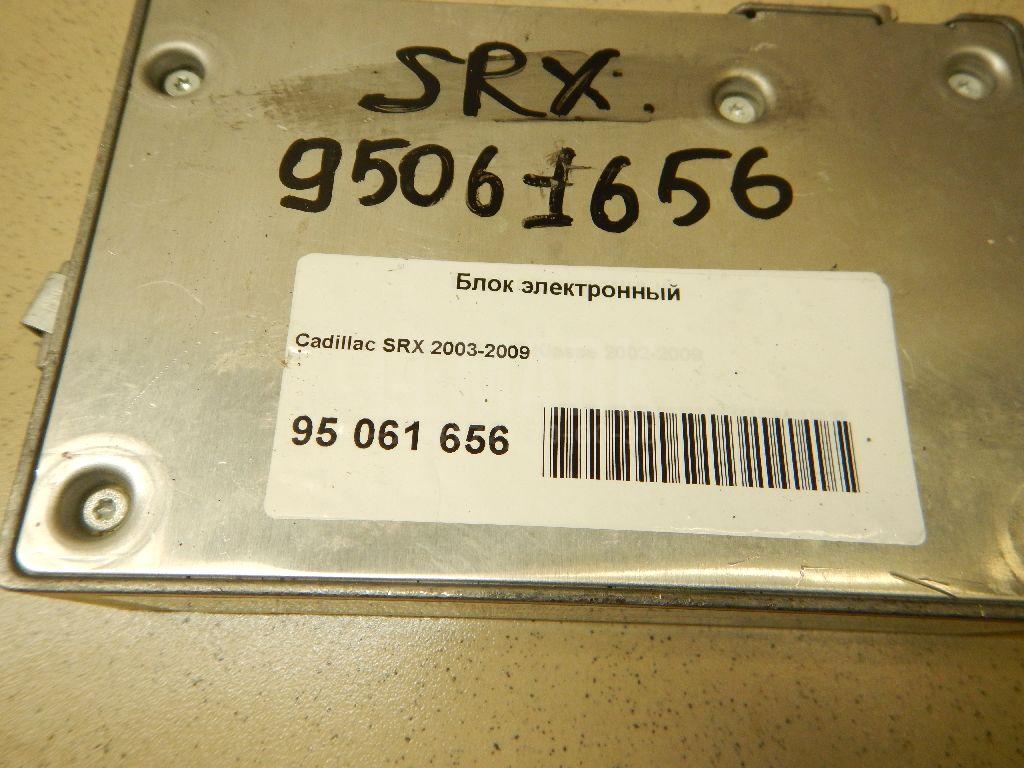 SRX.
95061656
Блок электронный
Cadillac SRX 2003-2009
95 061 656